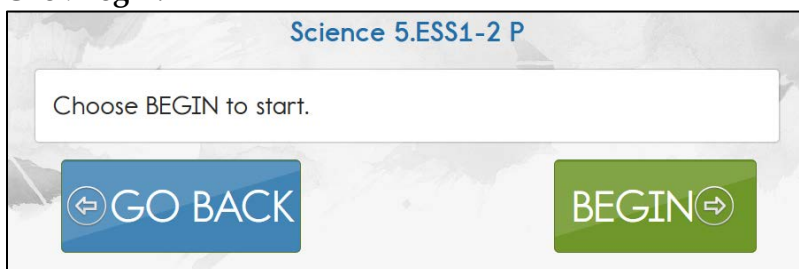 Science 5.ESS1-2 P
Choose BEGIN to start.
GO BACK
BEGIN